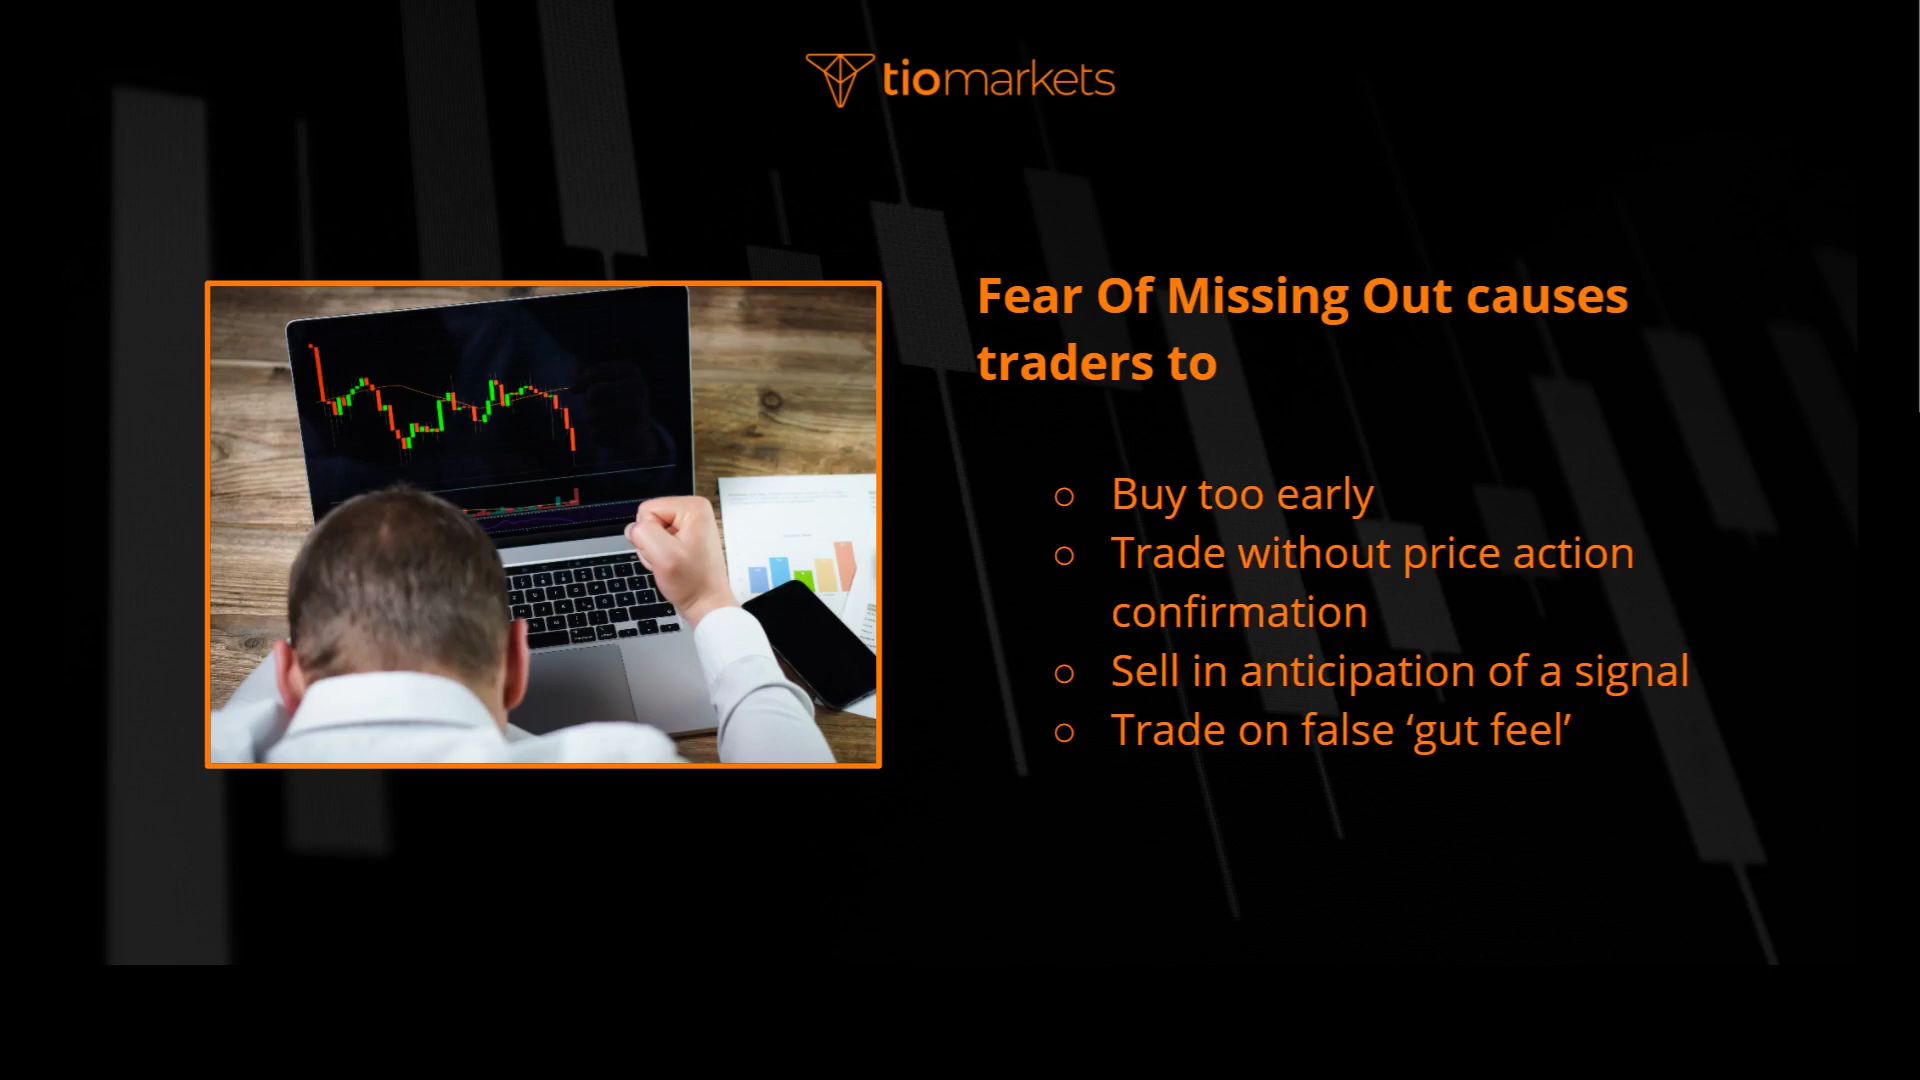 tiomarkets
Fear Of Missing Out causes
traders to
○ Buy too early
○ Trade without price action
confirmation
○ Sell in anticipation of a signal
○ Trade on false ‘gut feel’